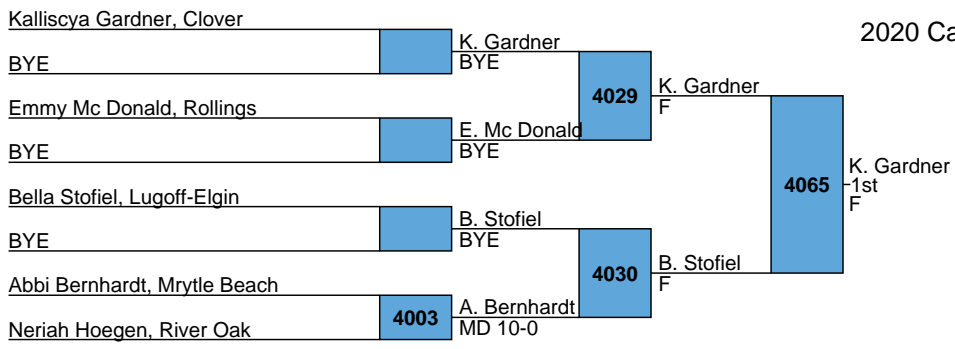 Kalliscya Gardner, Clover
2020 Ca
K. Gardner
BYE
BYE
K. Gardner
4029
F
Emmy Mc Donald, Rollings
E. Mc Donald
BYE
BYE
K. Gardner
4065
1st
F
Bella Stofiel, Lugoff-Elgin
B. Stofiel
BYE
BYE
B. Stofiel
4030
F
Abbi Bernhardt, Mrytle Beach
A. Bernhardt
4003
MD 10-0
Neriah Hoegen, River Oak